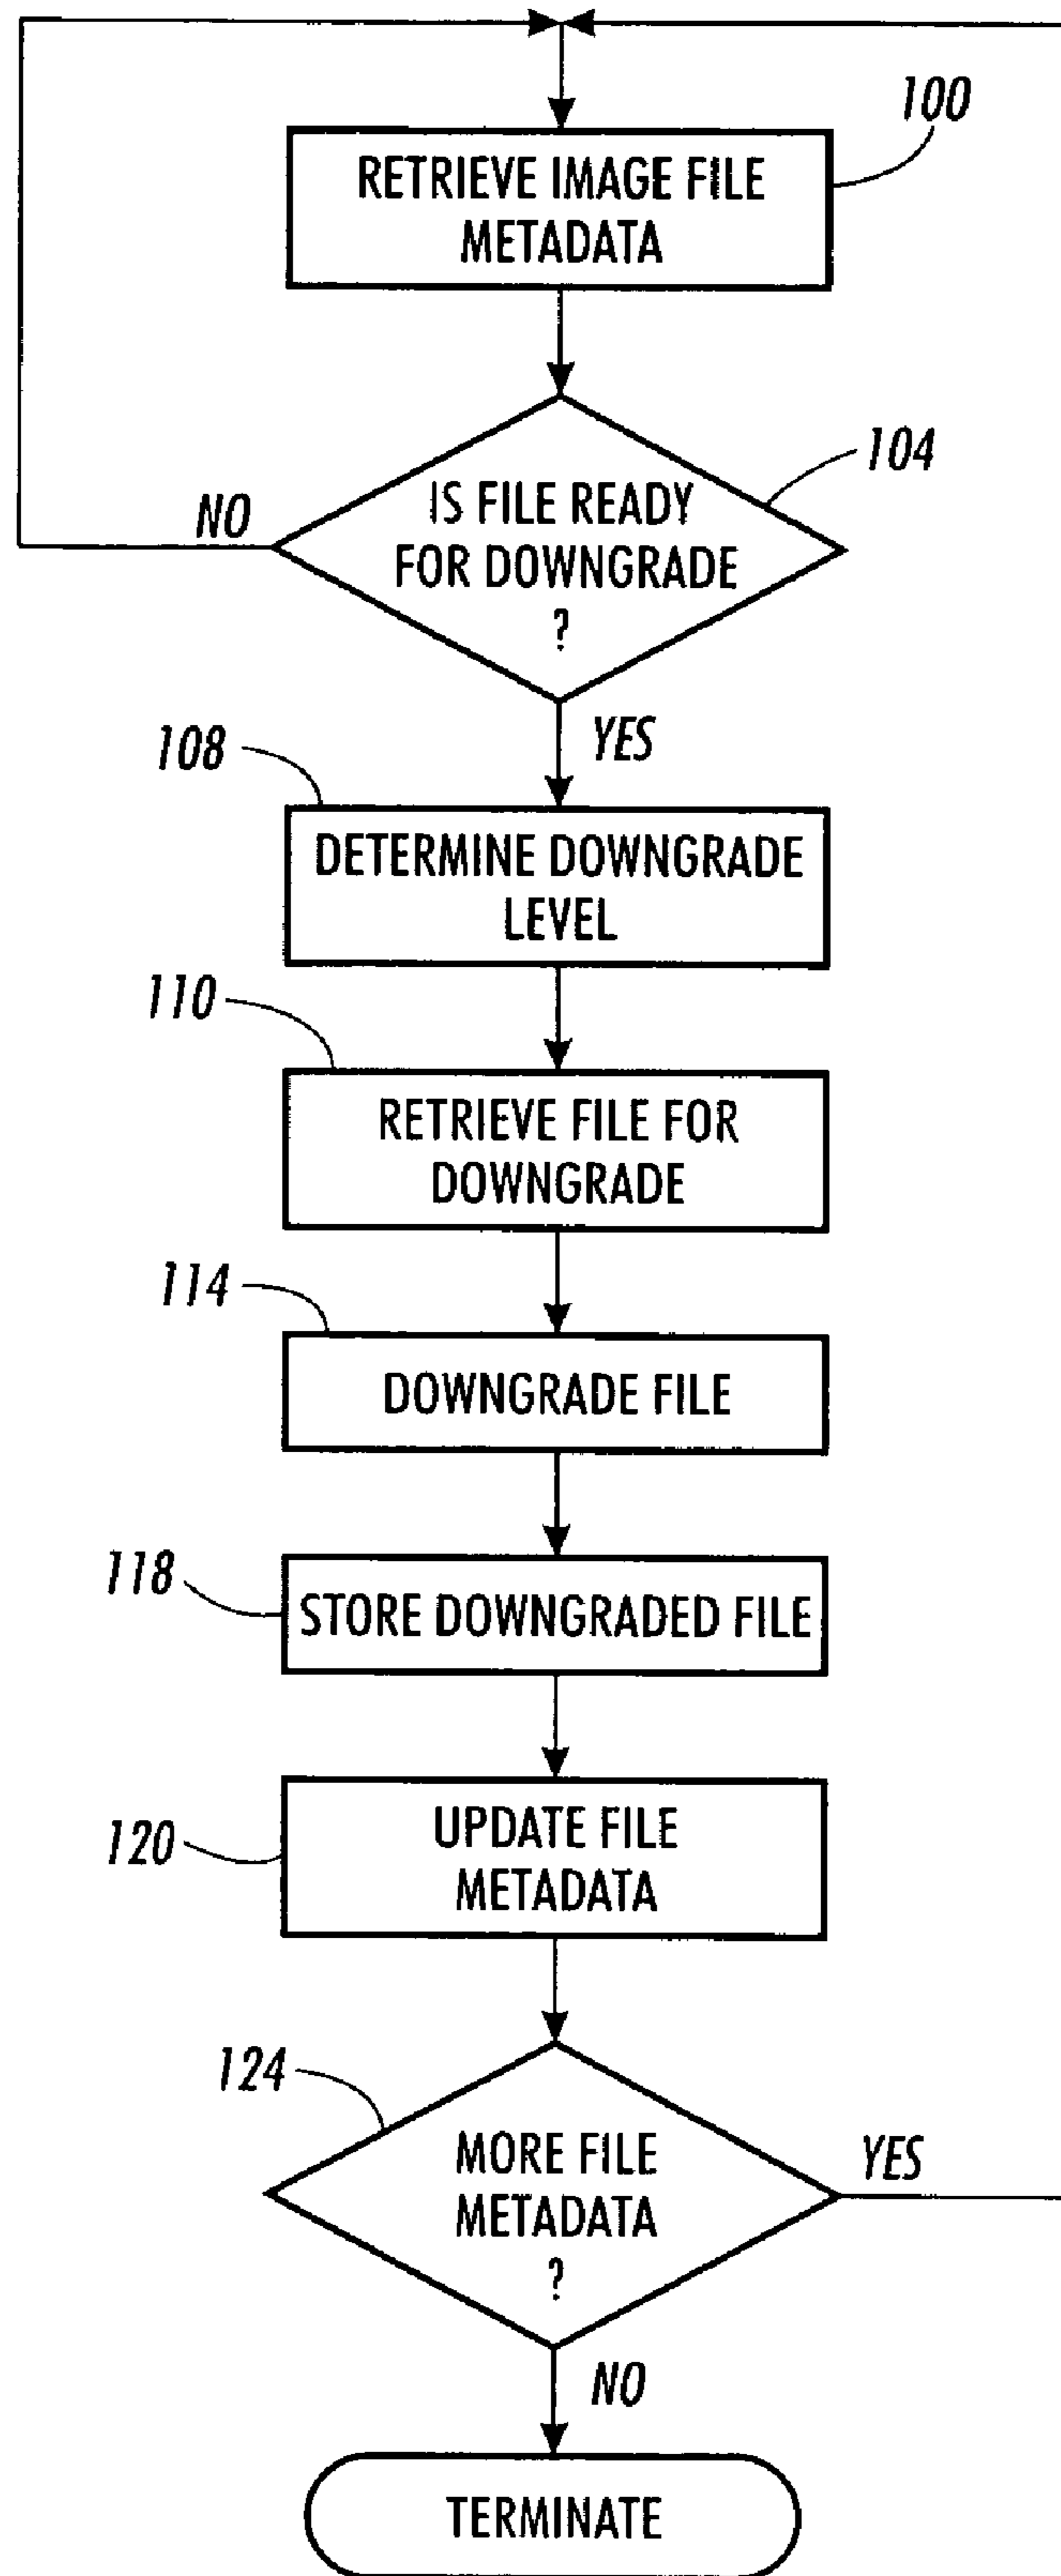 100
RETRIEVE IMAGE FILE
METADATA
104
IS FILE READY
FOR DOWNGRADE
?
NO
YES
108
DETERMINE DOWNGRADE
LEVEL
110
RETRIEVE FILE FOR
DOWNGRADE
114
DOWNGRADE FILE
118
STORE DOWNGRADED FILE
120
UPDATE FILE
METADATA
124
MORE FILE
METADATA
?
YES
NO
TERMINATE